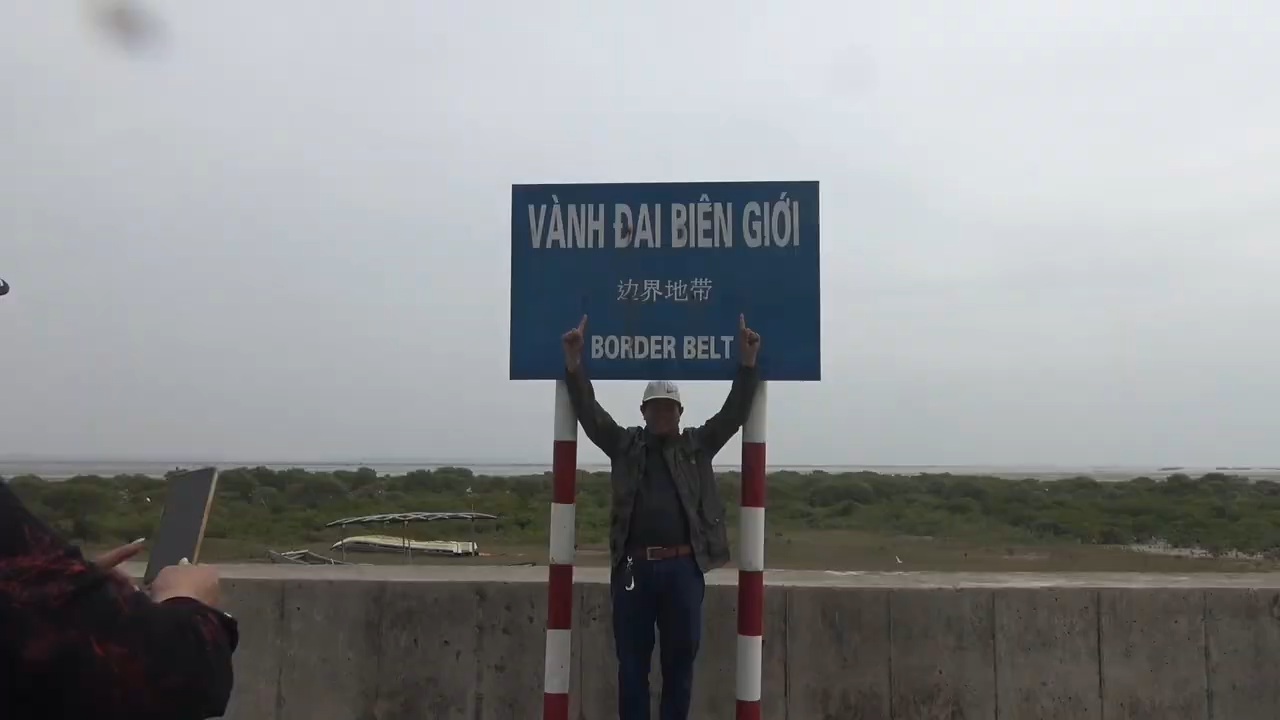 VÀNH ĐAI BIÊN GIỚI
边界地带
BORDER BELT